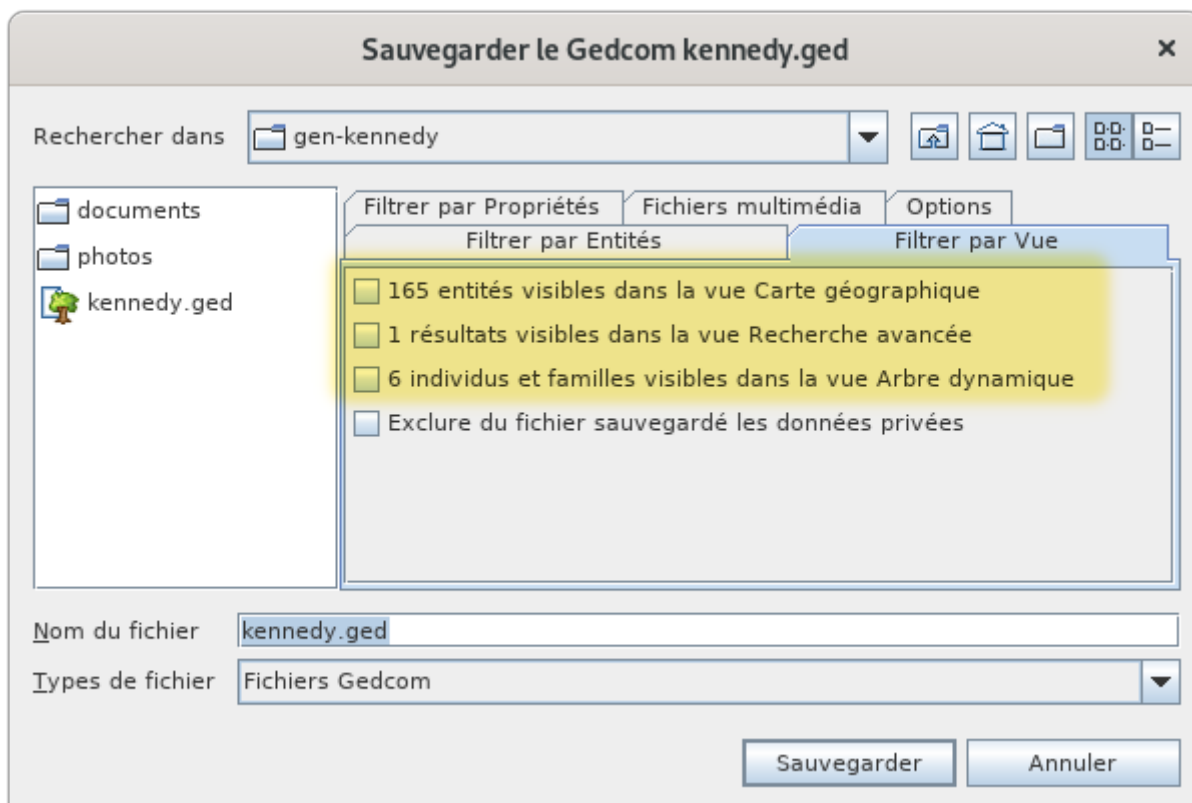 Sauvegarder le Gedcom kennedy.ged
Rechercher dans gen-kennedy
documents
photos
kennedy.ged
Filtrer par Propriétés Fichiers multimédia Options
Filtrer par Entités Filtrer par Vue
165 entités visibles dans la vue Carte géographique
1 résultats visibles dans la vue Recherche avancée
6 individus et familles visibles dans la vue Arbre dynamique
Exclure du fichier sauvegardé les données privées
Nom du fichier kennedy.ged
Types de fichier Fichiers Gedcom
Sauvegarder Annuler